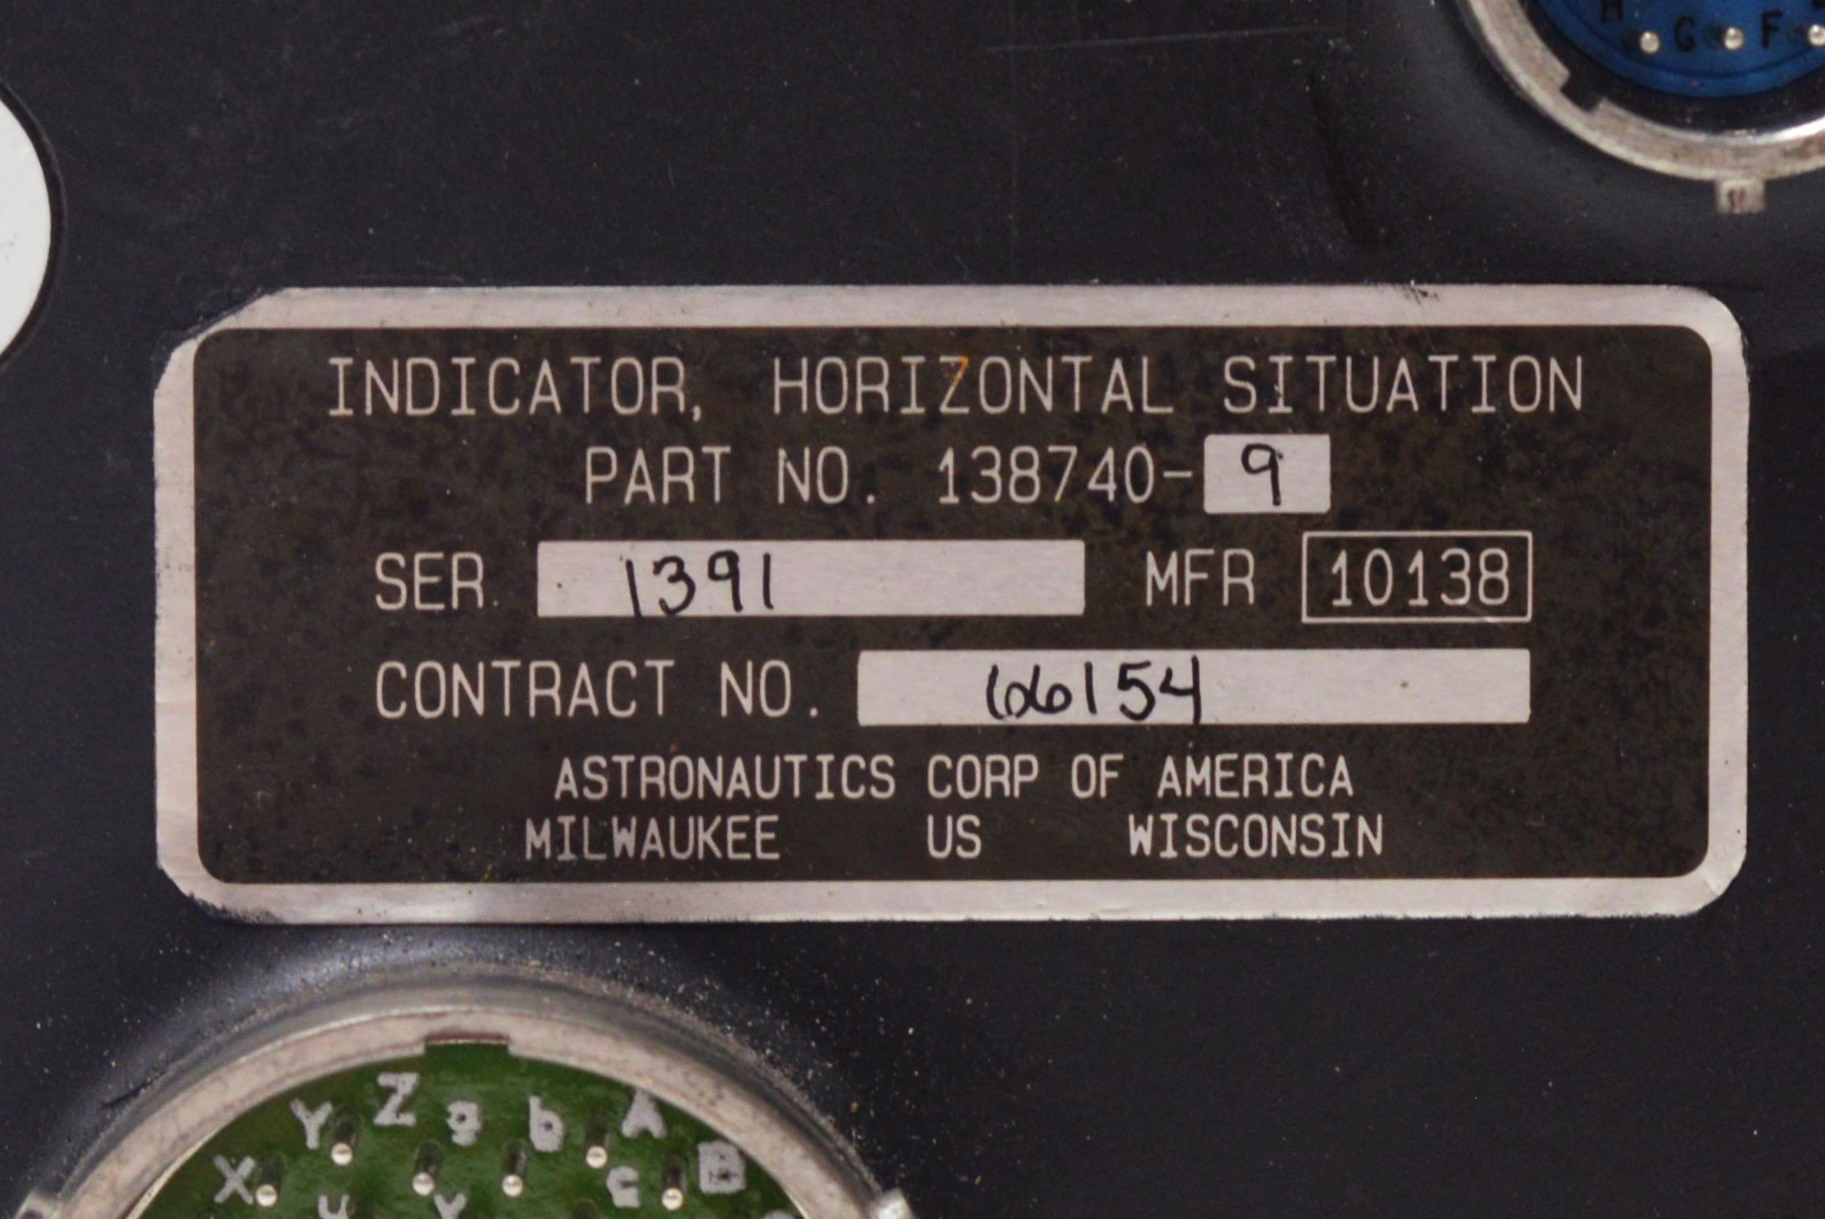 H G F
INDICATOR, HORIZONTAL SITUATION
PART NO. 138740-9
SER. 1391 MFR 10138
CONTRACT NO. 66154
ASTRONAUTICS CORP OF AMERICA
MILWAUKEE US WISCONSIN
Y Z a b A
X c B